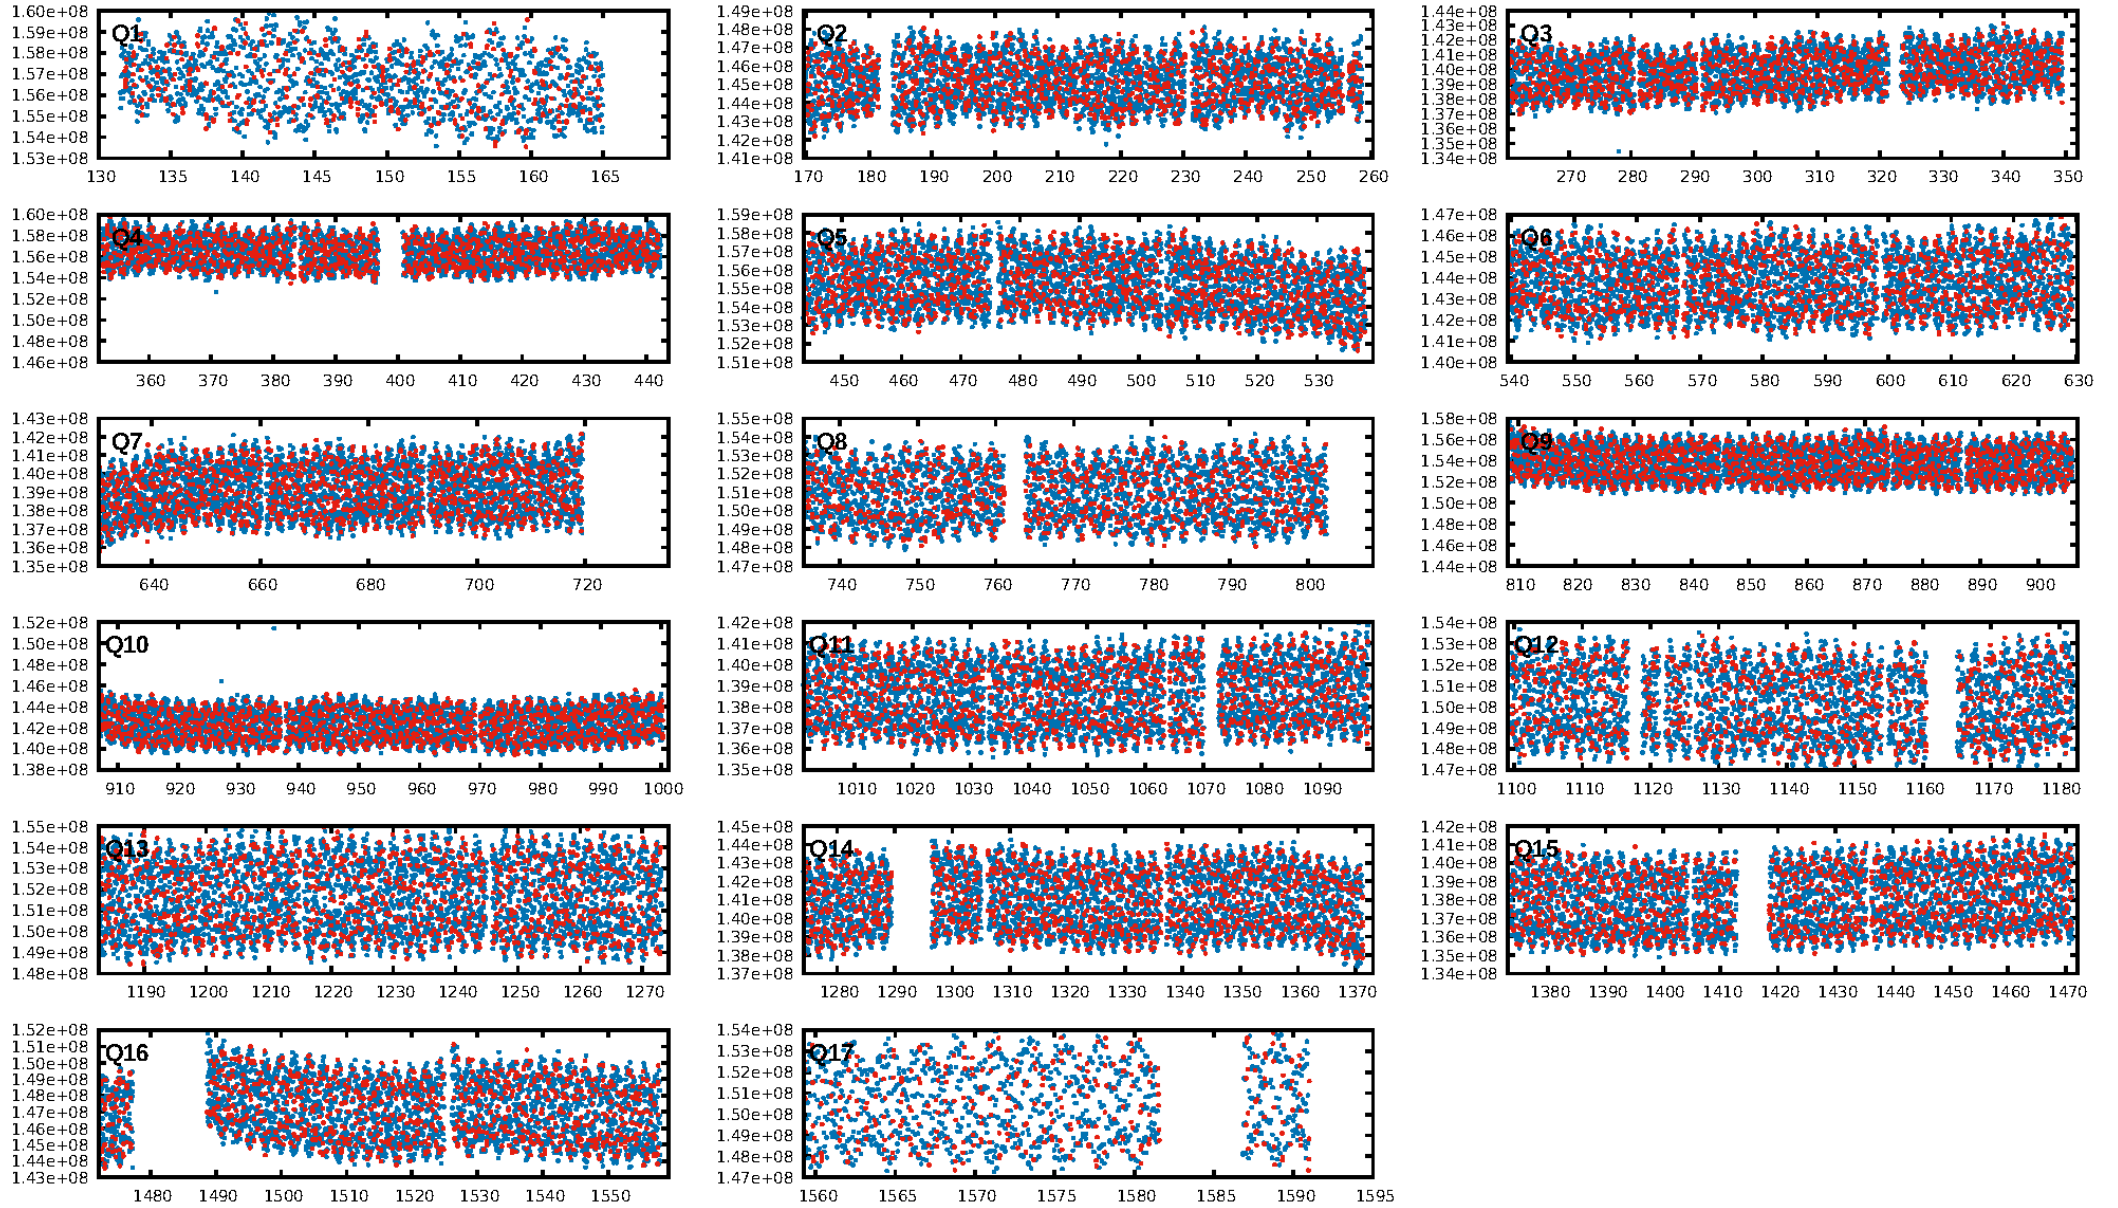 1.60e+08
1.59e+08
1.58e+08
1.57e+08
1.56e+08
1.55e+08
1.54e+08
1.53e+08
Q1
130 135 140 145 150 155 160 165
1.49e+08
1.48e+08
1.47e+08
1.46e+08
1.45e+08
1.44e+08
1.43e+08
1.42e+08
1.41e+08
Q2
170 180 190 200 210 220 230 240 250 260
1.44e+08
1.43e+08
1.42e+08
1.41e+08
1.40e+08
1.39e+08
1.38e+08
1.37e+08
1.36e+08
1.35e+08
1.34e+08
Q3
270 280 290 300 310 320 330 340 350
1.60e+08
1.58e+08
1.56e+08
1.54e+08
1.52e+08
1.50e+08
1.48e+08
1.46e+08
Q4
360 370 380 390 400 410 420 430 440
1.59e+08
1.58e+08
1.57e+08
1.56e+08
1.55e+08
1.54e+08
1.53e+08
1.52e+08
1.51e+08
Q5
450 460 470 480 490 500 510 520 530
1.47e+08
1.46e+08
1.45e+08
1.44e+08
1.43e+08
1.42e+08
1.41e+08
1.40e+08
Q6
540 550 560 570 580 590 600 610 620 630
1.43e+08
1.42e+08
1.41e+08
1.40e+08
1.39e+08
1.38e+08
1.37e+08
1.36e+08
1.35e+08
Q7
640 660 680 700 720
1.55e+08
1.54e+08
1.53e+08
1.52e+08
1.51e+08
1.50e+08
1.49e+08
1.48e+08
1.47e+08
Q8
740 750 760 770 780 790 800
1.58e+08
1.56e+08
1.54e+08
1.52e+08
1.50e+08
1.48e+08
1.46e+08
1.44e+08
Q9
810 820 830 840 850 860 870 880 890 900
1.52e+08
1.50e+08
1.48e+08
1.46e+08
1.44e+08
1.42e+08
1.40e+08
1.38e+08
Q10
910 920 930 940 950 960 970 980 990 1000
1.42e+08
1.41e+08
1.40e+08
1.39e+08
1.38e+08
1.37e+08
1.36e+08
1.35e+08
Q11
1010 1020 1030 1040 1050 1060 1070 1080 1090
1.54e+08
1.53e+08
1.52e+08
1.51e+08
1.50e+08
1.49e+08
1.48e+08
1.47e+08
Q12
1100 1110 1120 1130 1140 1150 1160 1170 1180
1.55e+08
1.54e+08
1.53e+08
1.52e+08
1.51e+08
1.50e+08
1.49e+08
1.48e+08
Q13
1190 1200 1210 1220 1230 1240 1250 1260 1270
1.45e+08
1.44e+08
1.43e+08
1.42e+08
1.41e+08
1.40e+08
1.39e+08
1.38e+08
1.37e+08
Q14
1280 1290 1300 1310 1320 1330 1340 1350 1360 1370
1.42e+08
1.41e+08
1.40e+08
1.39e+08
1.38e+08
1.37e+08
1.36e+08
1.35e+08
1.34e+08
Q15
1380 1390 1400 1410 1420 1430 1440 1450 1460 1470
1.52e+08
1.51e+08
1.50e+08
1.49e+08
1.48e+08
1.47e+08
1.46e+08
1.45e+08
1.44e+08
1.43e+08
Q16
1480 1490 1500 1510 1520 1530 1540 1550
1.54e+08
1.53e+08
1.52e+08
1.51e+08
1.50e+08
1.49e+08
1.48e+08
1.47e+08
Q17
1560 1565 1570 1575 1580 1585 1590 1595